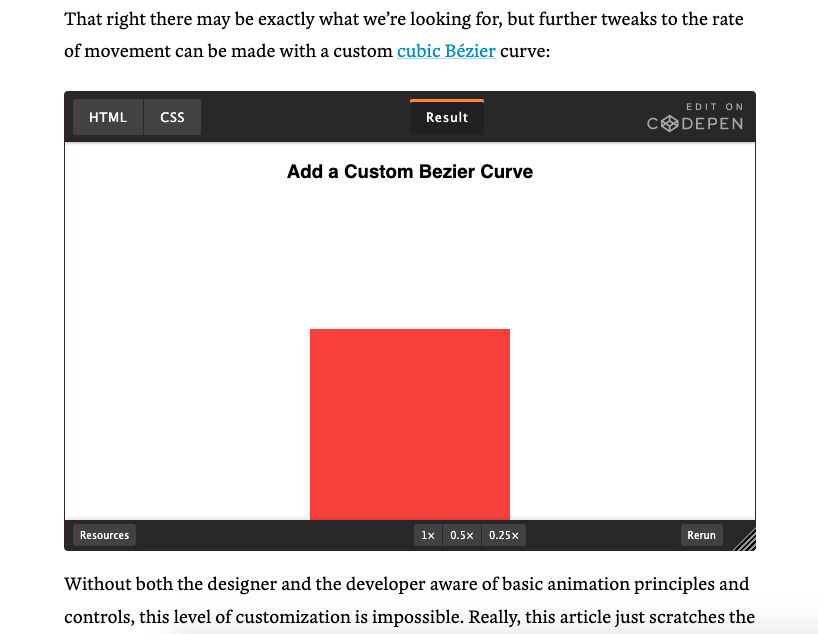 That right there may be exactly what we’re looking for, but further tweaks to the rate
of movement can be made with a custom cubic Bézier curve:
HTML CSS Result EDIT ON
CODEPEN
Add a Custom Bezier Curve
Resources 1× 0.5× 0.25× Rerun
Without both the designer and the developer aware of basic animation principles and
controls, this level of customization is impossible. Really, this article just scratches the